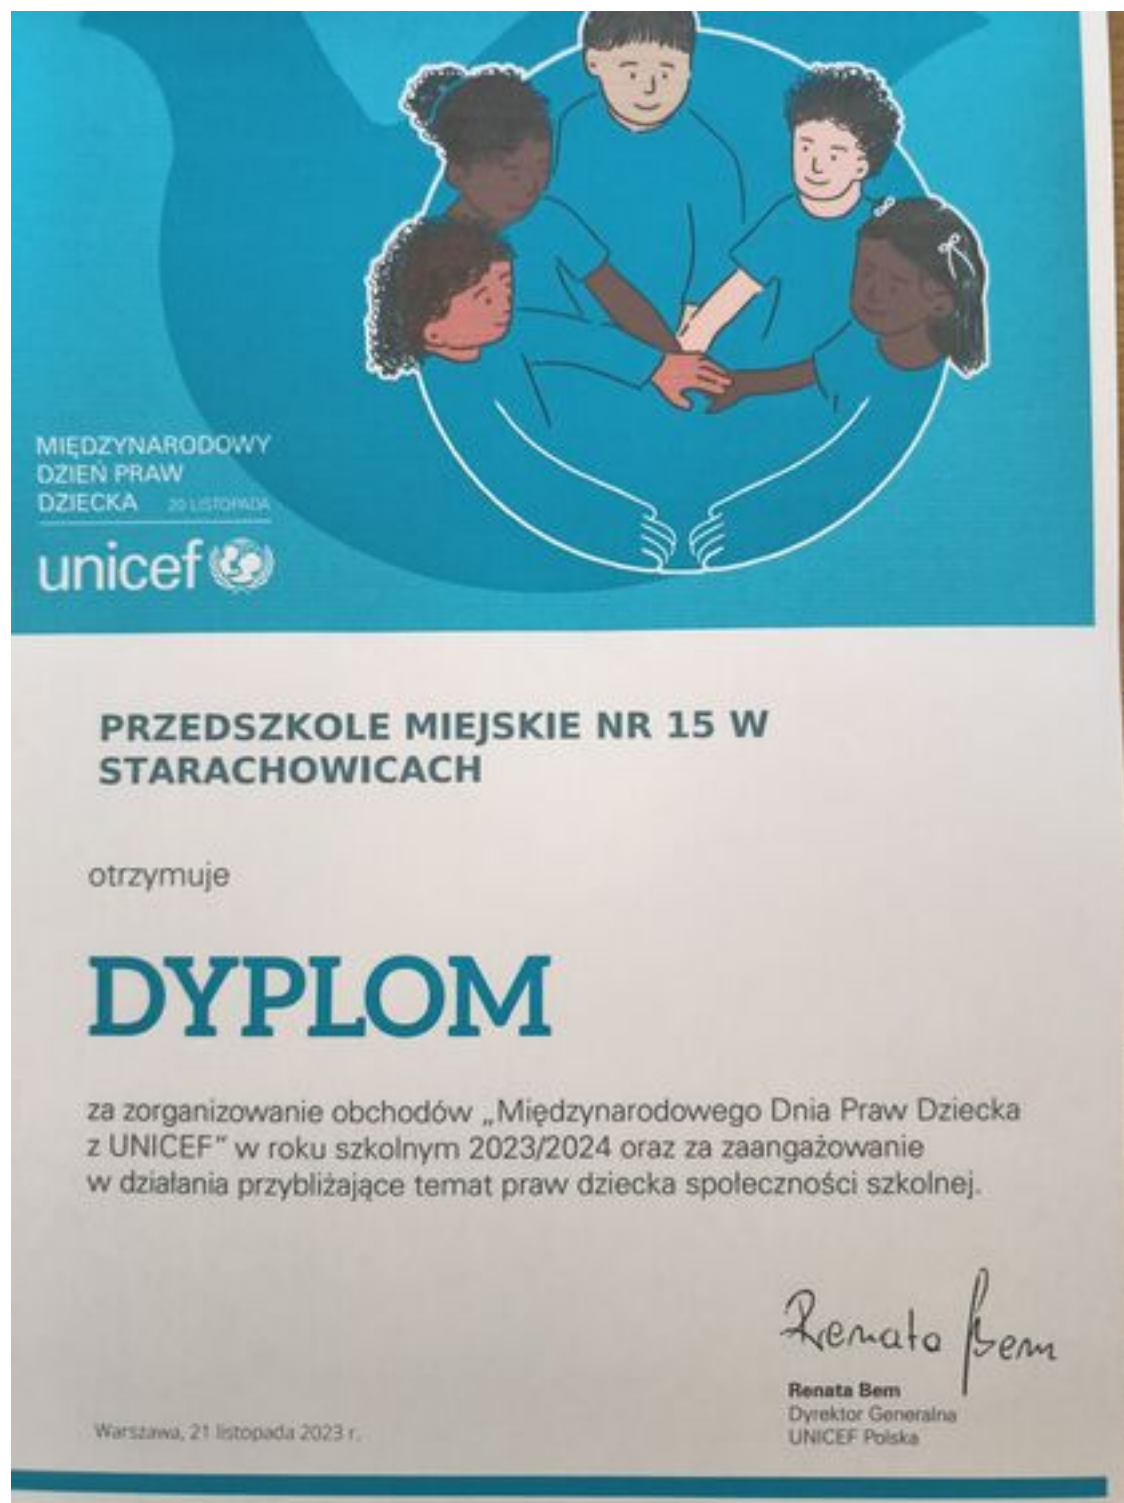 MIĘDZYNARODOWY
DZIEŃ PRAW
DZIECKA 20 LISTOPADA
unicef
PRZEDSZKOLE MIEJSKIE NR 15 W
STARACHOWICACH
otrzymuje
DYPLOM
za zorganizowanie obchodów „Międzynarodowego Dnia Praw Dziecka
z UNICEF” w roku szkolnym 2023/2024 oraz za zaangażowanie
w działania przybliżające temat praw dziecka społeczności szkolnej.
Renata Bem
Renata Bem
Dyrektor Generalna
UNICEF Polska
Warszawa, 21 listopada 2023 r.